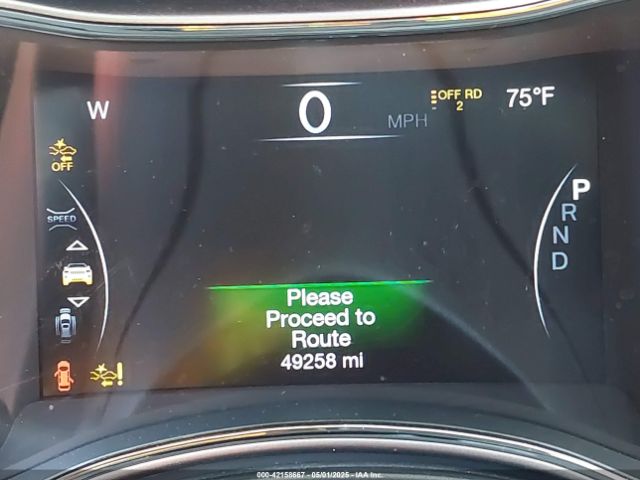 W
0
MPH
OFF RD
2
75°F
OFF
SPEED
P
R
N
D
Please
Proceed to
Route
49258 mi
000-42158667 - 05/01/2025 - IAA Inc.